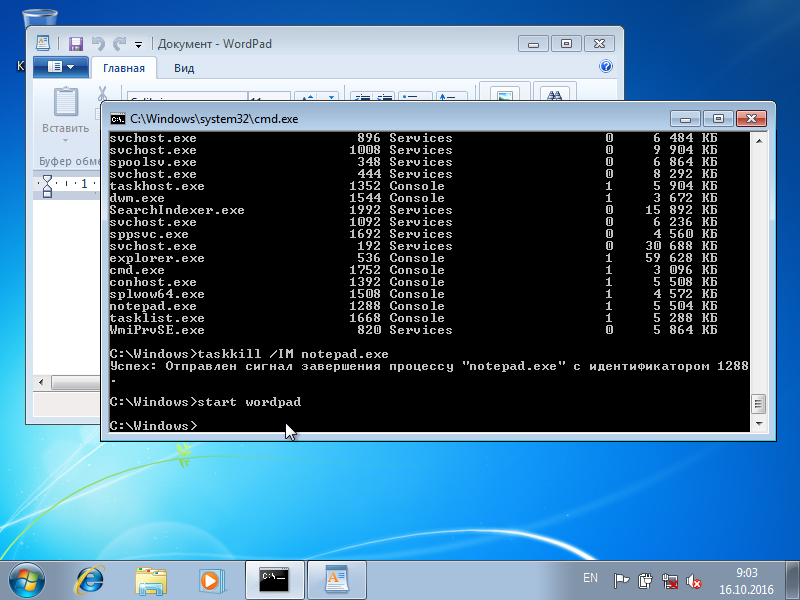 Документ - WordPad
Главная
Вид
Вставить
Буфер обме
1
C:\Windows\system32\cmd.exe
svchost.exe 896 Services 0 6 484 КБ
svchost.exe 1008 Services 0 9 904 КБ
spoolsv.exe 348 Services 0 6 864 КБ
svchost.exe 444 Services 0 8 292 КБ
taskhost.exe 1352 Console 1 5 904 КБ
dwm.exe 1544 Console 1 3 672 КБ
SearchIndexer.exe 1992 Services 0 15 892 КБ
svchost.exe 1092 Services 0 6 236 КБ
sppsvc.exe 1692 Services 0 4 560 КБ
svchost.exe 192 Services 0 30 688 КБ
explorer.exe 536 Console 1 59 628 КБ
cmd.exe 1752 Console 1 3 096 КБ
conhost.exe 1392 Console 1 5 508 КБ
splwow64.exe 1508 Console 1 4 572 КБ
notepad.exe 1288 Console 1 5 504 КБ
tasklist.exe 1668 Console 1 5 288 КБ
WmiPrvSE.exe 820 Services 0 5 864 КБ
C:\Windows>taskkill /IM notepad.exe
Успех: Отправлен сигнал завершения процессу "notepad.exe" с идентификатором 1288
.
C:\Windows>start wordpad
C:\Windows>
EN
9:03
16.10.2016